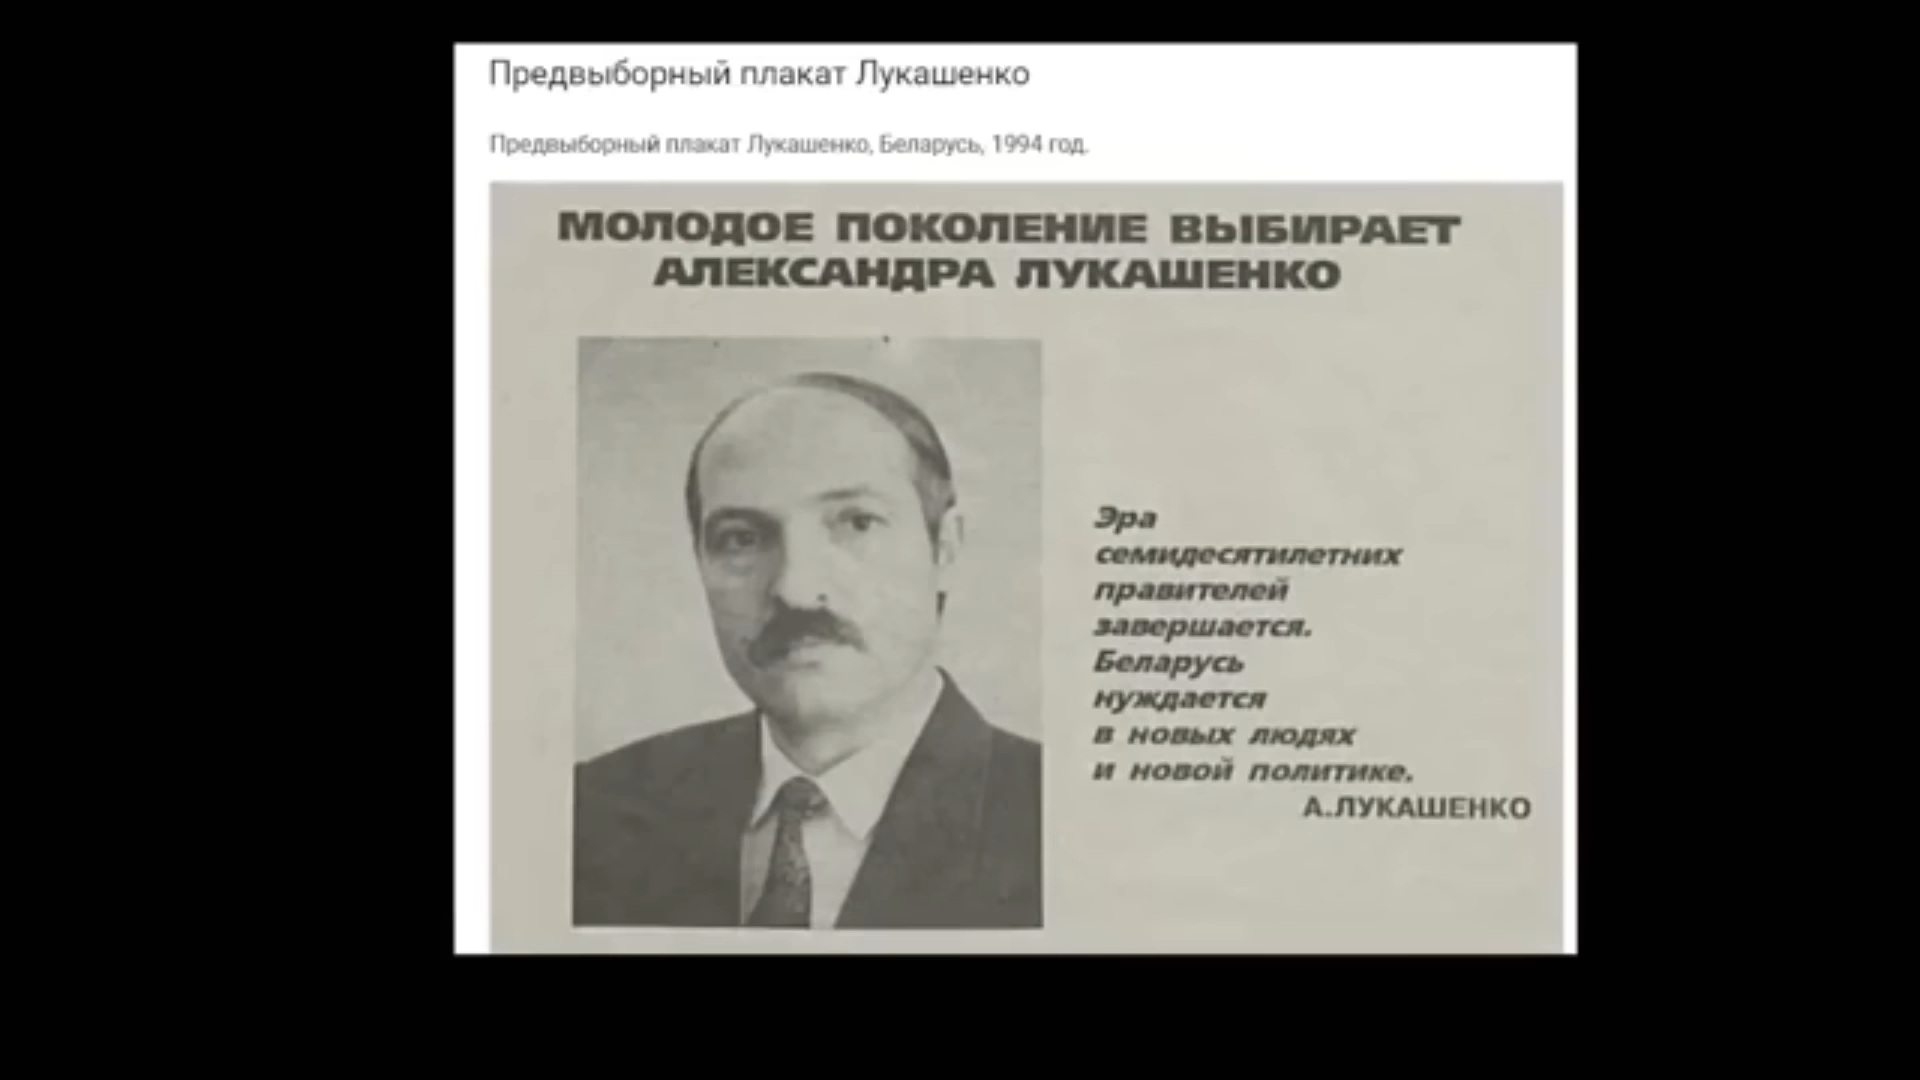 Предвыборный плакат Лукашенко
Предвыборный плакат Лукашенко, Беларусь, 1994 год.
МОЛОДОЕ ПОКОЛЕНИЕ ВЫБИРАЕТ
АЛЕКСАНДРА ЛУКАШЕНКО
Эра
семидесятилетних
правителей
завершается.
Беларусь
нуждается
в новых людях
и новой политике.
А.ЛУКАШЕНКО